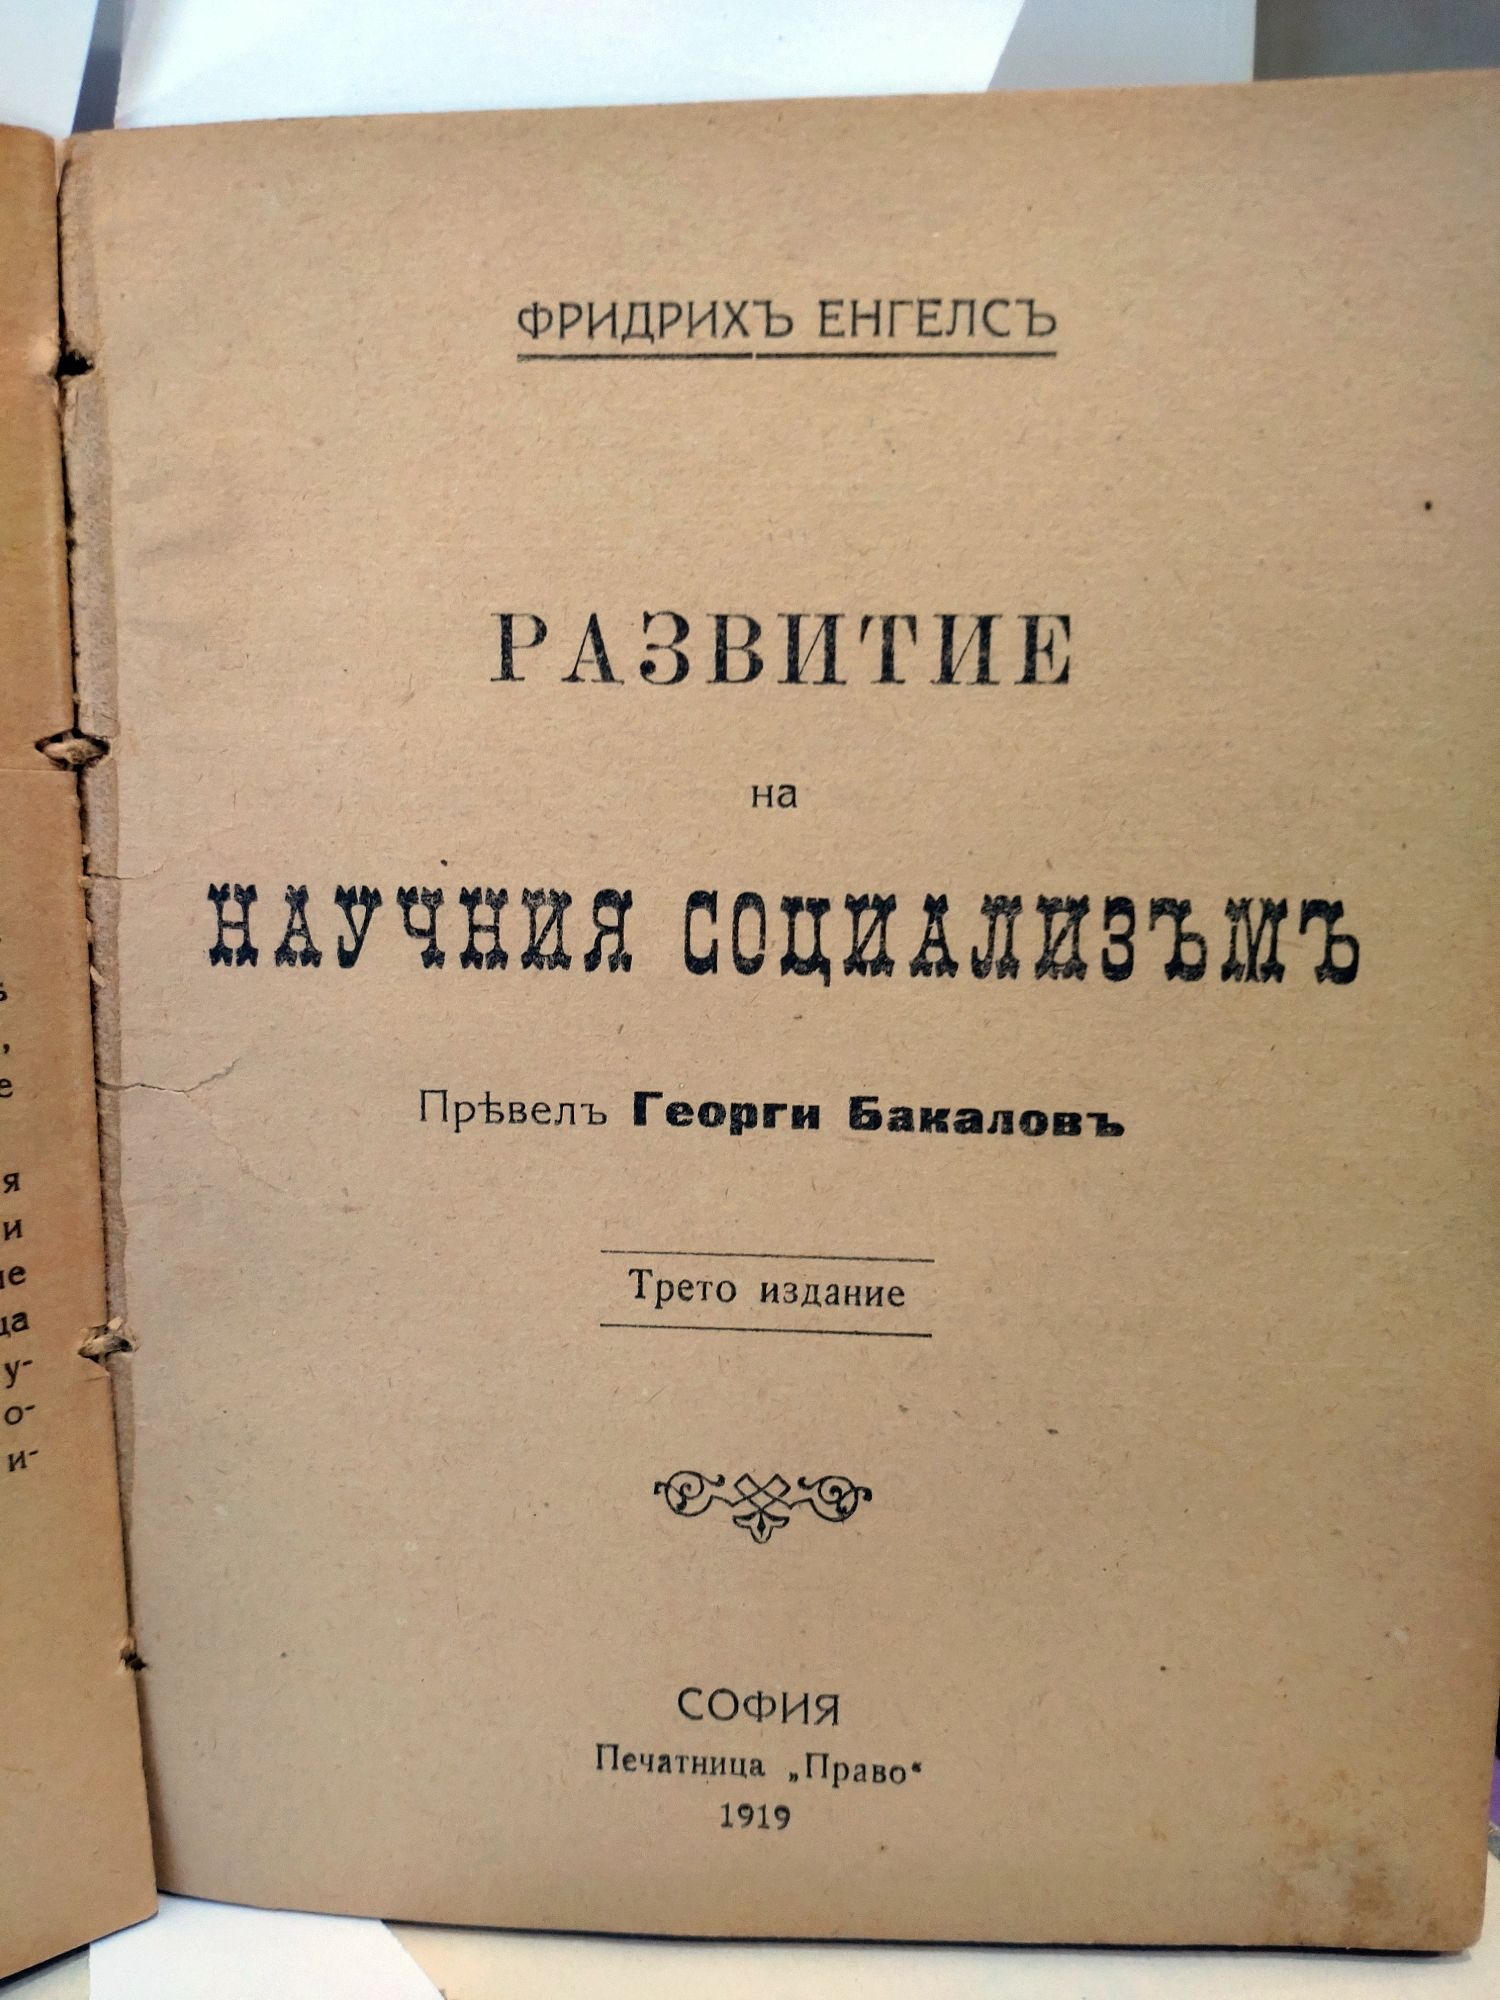 ФРИДРИХЪ ЕНГЕЛСЪ
РАЗВИТИЕ
на
НАУЧНИЯ СОЦИАЛИЗЪМЪ
Прѣвелъ Георги Бакаловъ
Трето издание
СОФИЯ
Печатница „Право“
1919